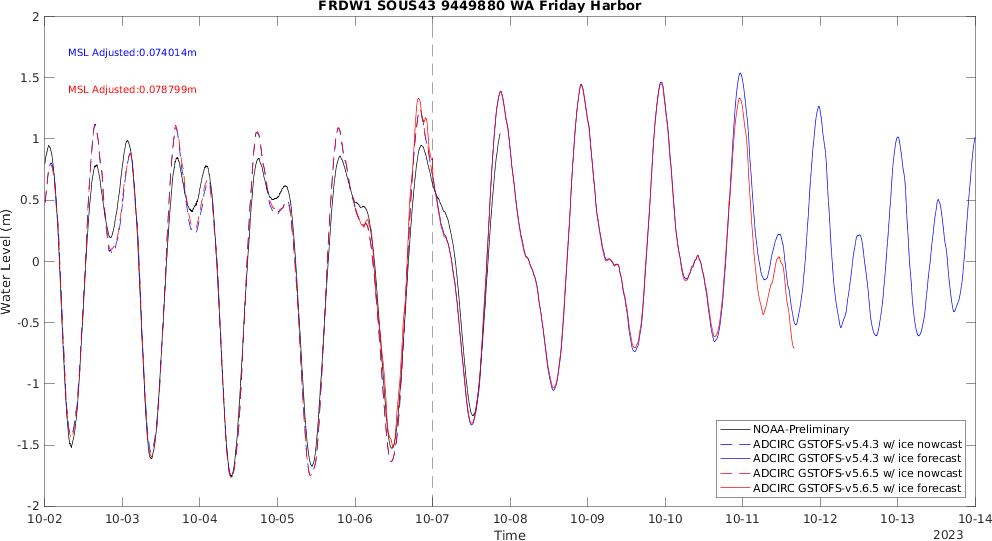 FRDW1 SOUS43 9449880 WA Friday Harbor
MSL Adjusted:0.074014m
MSL Adjusted:0.078799m
Water Level (m)
2
1.5
1
0.5
0
-0.5
-1
-1.5
-2
NOAA-Preliminary
ADCIRC GSTOFS-v5.4.3 w/ ice nowcast
ADCIRC GSTOFS-v5.4.3 w/ ice forecast
ADCIRC GSTOFS-v5.6.5 w/ ice nowcast
ADCIRC GSTOFS-v5.6.5 w/ ice forecast
10-02 10-03 10-04 10-05 10-06 10-07 10-08 10-09 10-10 10-11 10-12 10-13 10-14
Time
2023